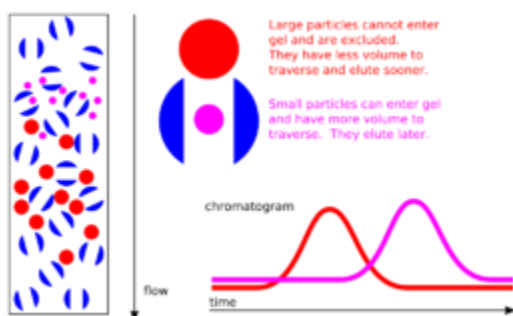 Large particles cannot enter
gel and are excluded.
They have less volume to
traverse and elute sooner.
Small particles can enter gel
and have more volume to
traverse. They elute later.
chromatogram
flow
time